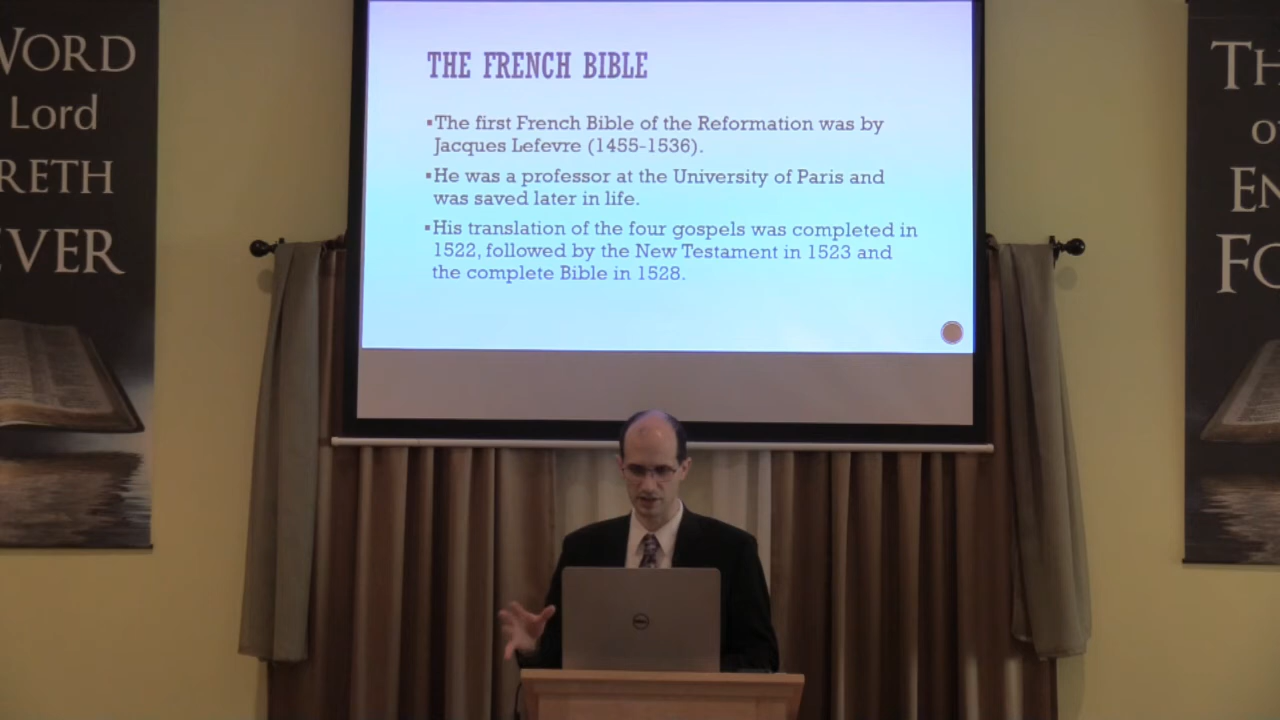 WORD
Lord
RETH
EVER
THE FRENCH BIBLE
▪The first French Bible of the Reformation was by
Jacques Lefevre (1455-1536).
▪He was a professor at the University of Paris and
was saved later in life.
▪His translation of the four gospels was completed in
1522, followed by the New Testament in 1523 and
the complete Bible in 1528.
TH
O
EN
FO
DELL